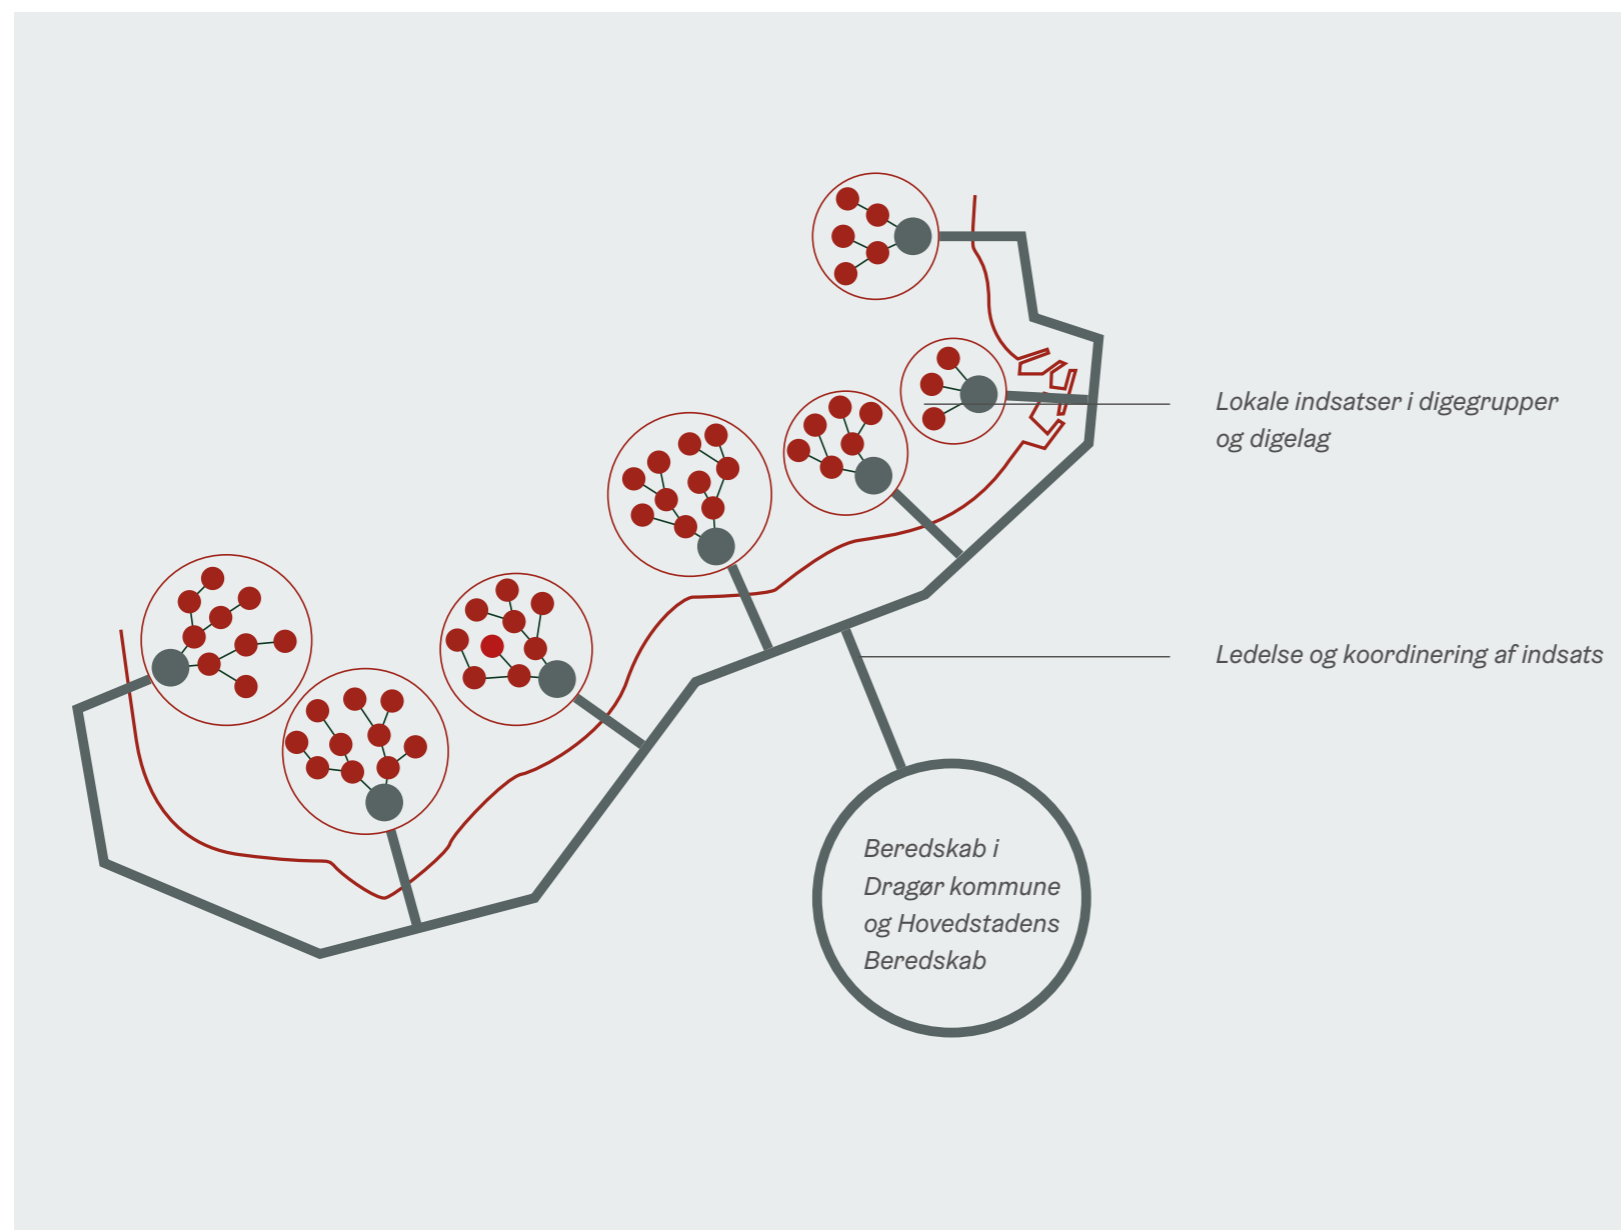 Lokale indsatser i digegrupper
og digelag
Ledelse og koordinering af indsats
Beredskab i
Dragør kommune
og Hovedstadens
Beredskab